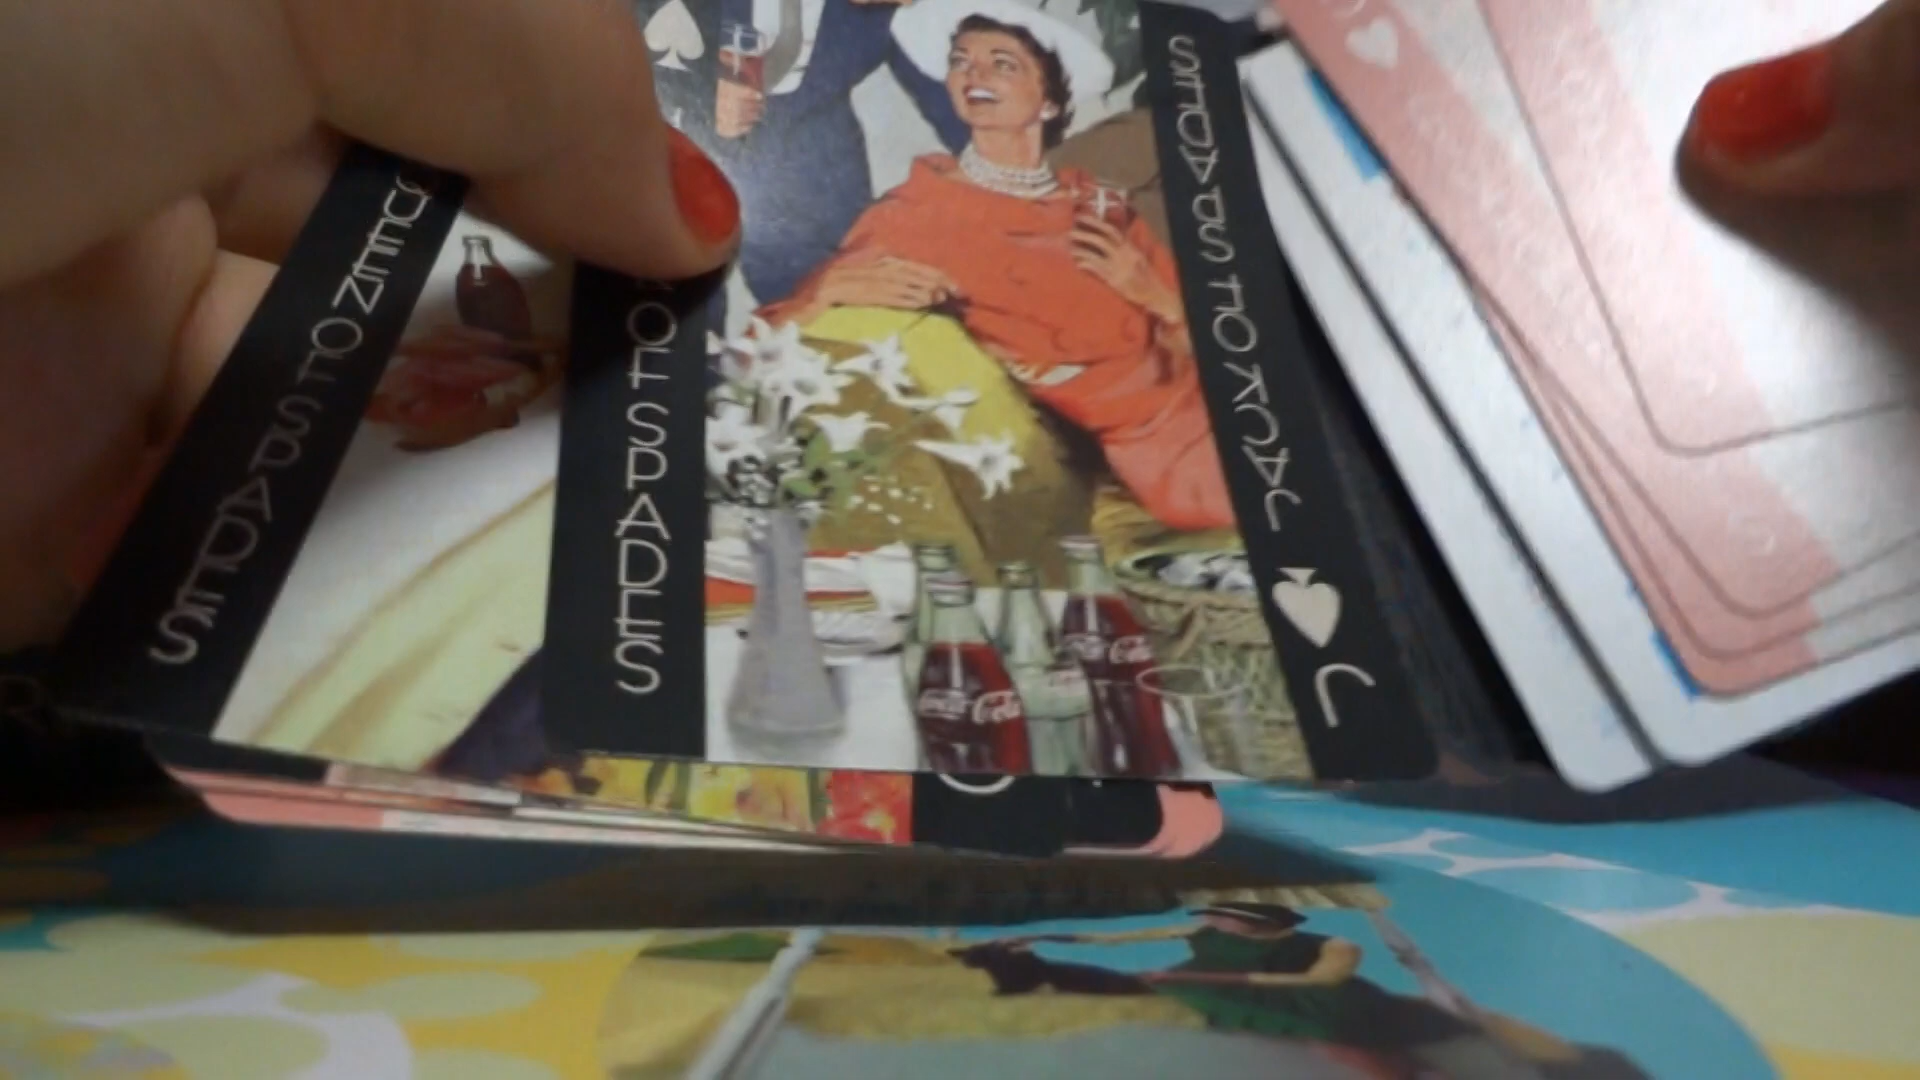 QUEEN OF SPADES
OF SPADES
JACK OF SPADES
J
Coca-Cola
Coca-Cola